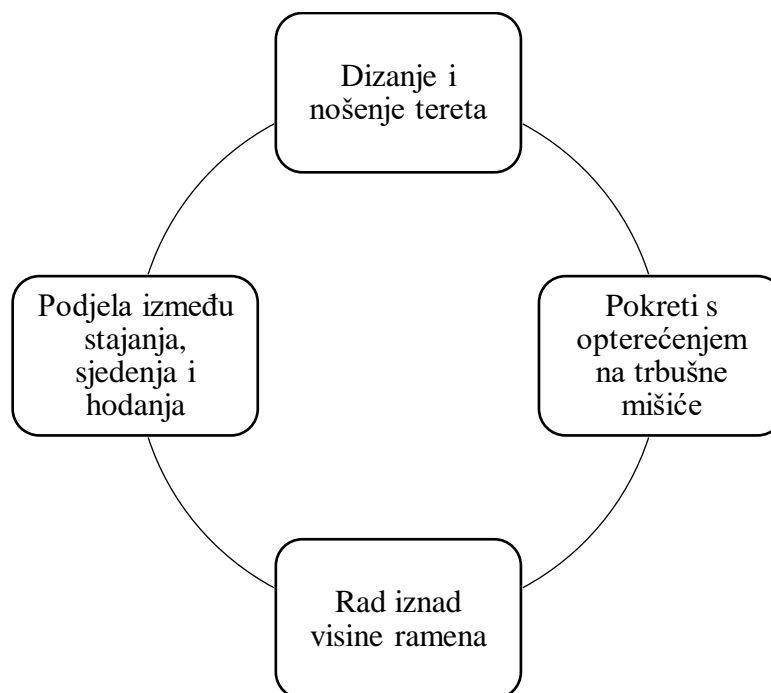 Dizanje i
nošenje tereta
Pokreti s
opterećenjem
na trbušne
mišiće
Rad iznad
visine ramena
Podjela između
stajanja,
sjedenja i
hodanja